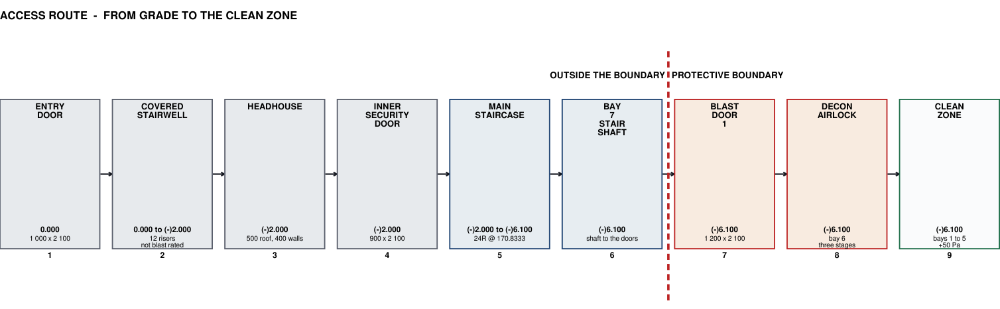 ACCESS ROUTE - FROM GRADE TO THE CLEAN ZONE
OUTSIDE THE BOUNDARY
PROTECTIVE BOUNDARY
ENTRY
DOOR
0.000
1 000 x 2 100
1
COVERED
STAIRWELL
0.000 to (-)2.000
12 risers
not blast rated
2
HEADHOUSE
(-)2.000
500 roof, 400 walls
3
INNER
SECURITY
DOOR
(-)2.000
900 x 2 100
4
MAIN
STAIRCASE
(-)2.000 to (-)6.100
24R @ 170.8333
5
BAY
7
STAIR
SHAFT
(-)6.100
shaft to the doors
6
BLAST
DOOR
1
(-)6.100
1 200 x 2 100
7
DECON
AIRLOCK
(-)6.100
bay 6
three stages
8
CLEAN
ZONE
(-)6.100
bays 1 to 5
+50 Pa
9